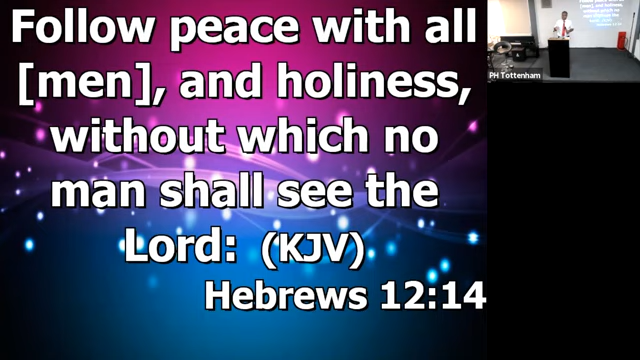 Follow peace with all
[men], and holiness,
without which no
man shall see the
Lord: (KJV)
Hebrews 12:14
PH Tottenham